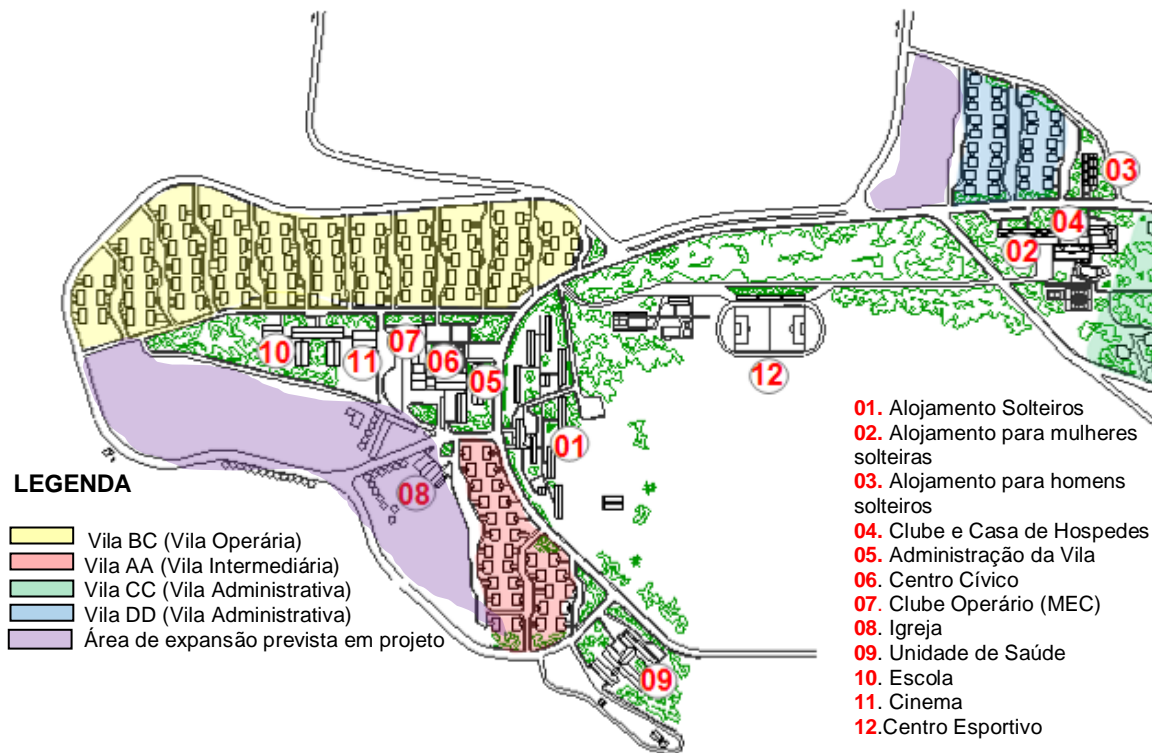 03
04
02
07
10
11
06
05
12
01
08
09
LEGENDA
Vila BC (Vila Operária)
Vila AA (Vila Intermediária)
Vila CC (Vila Administrativa)
Vila DD (Vila Administrativa)
Área de expansão prevista em projeto
01. Alojamento Solteiros
02. Alojamento para mulheres
solteiras
03. Alojamento para homens
solteiros
04. Clube e Casa de Hospedes
05. Administração da Vila
06. Centro Cívico
07. Clube Operário (MEC)
08. Igreja
09. Unidade de Saúde
10. Escola
11. Cinema
12.Centro Esportivo